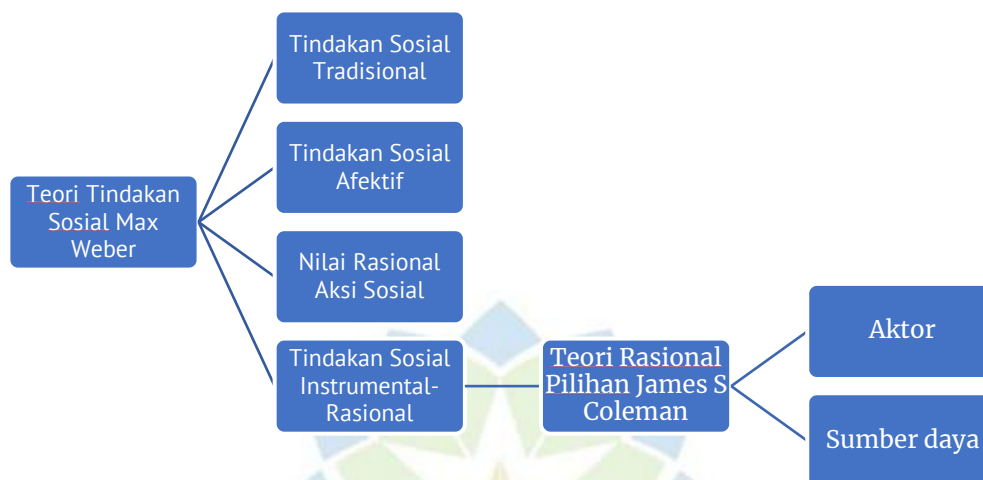 Tindakan Sosial
Tradisional
Tindakan Sosial
Afektif
Teori Tindakan
Sosial Max
Weber
Nilai Rasional
Aksi Sosial
Tindakan Sosial
Instrumental-
Rasional
Teori Rasional
Pilihan James S
Coleman
Aktor
Sumber daya